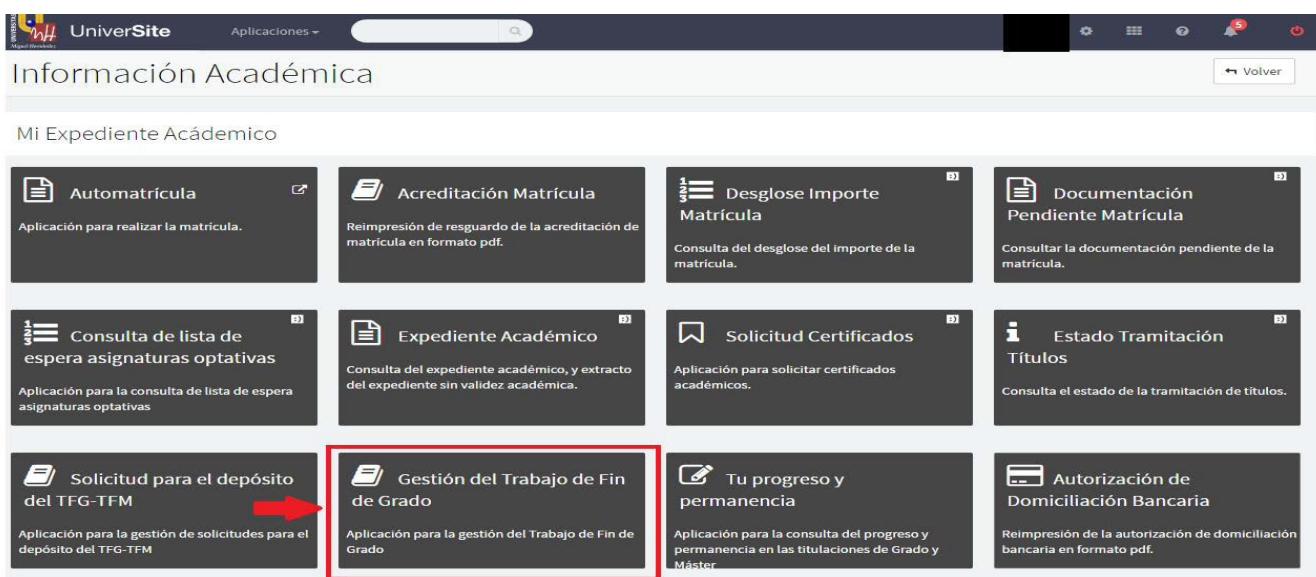 UNIVERSITAS
Miguel Hernández
UniverSite
Aplicaciones
5
Información Académica
Volver
Mi Expediente Académico
Automatrícula
Aplicación para realizar la matrícula.
Acreditación Matrícula
Reimpresión de resguardo de la acreditación de
matrícula en formato pdf.
Desglose Importe
Matrícula
Consulta del desglose del importe de la
matrícula.
Documentación
Pendiente Matrícula
Consultar la documentación pendiente de la
matrícula.
Consulta de lista de
espera asignaturas optativas
Aplicación para la consulta de lista de espera
asignaturas optativas
Expediente Académico
Consulta del expediente académico, y extracto
del expediente sin validez académica.
Solicitud Certificados
Aplicación para solicitar certificados
académicos.
Estado Tramitación
Títulos
Consulta el estado de la tramitación de títulos.
Solicitud para el depósito
del TFG-TFM
Aplicación para la gestión de solicitudes para el
depósito del TFG-TFM
Gestión del Trabajo de Fin
de Grado
Aplicación para la gestión del Trabajo de Fin de
Grado
Tu progreso y
permanencia
Aplicación para la consulta del progreso y
permanencia en las titulaciones de Grado y
Máster
Autorización de
Domiciliación Bancaria
Reimpresión de la autorización de domiciliación
bancaria en formato pdf.